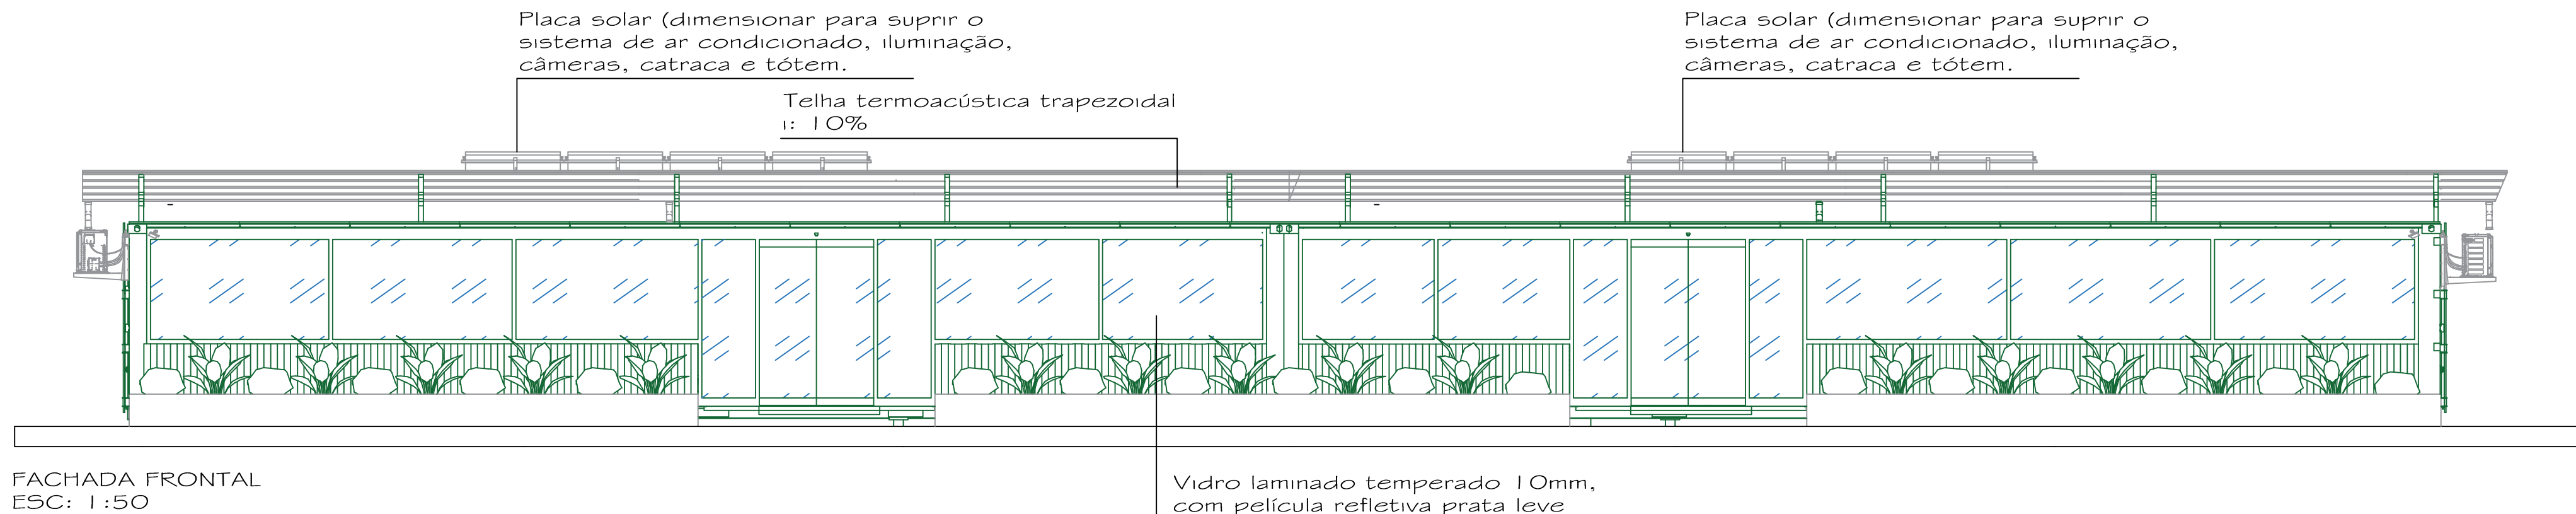 Placa solar (dimensionar para suprir o
sistema de ar condicionado, iluminação,
câmeras, catraca e tótem.
Placa solar (dimensionar para suprir o
sistema de ar condicionado, iluminação,
câmeras, catraca e tótem.
Telha termoacústica trapezoidal
i: 10%
FACHADA FRONTAL
ESC: 1:50
Vidro laminado temperado 10mm,
com película refletiva prata leve